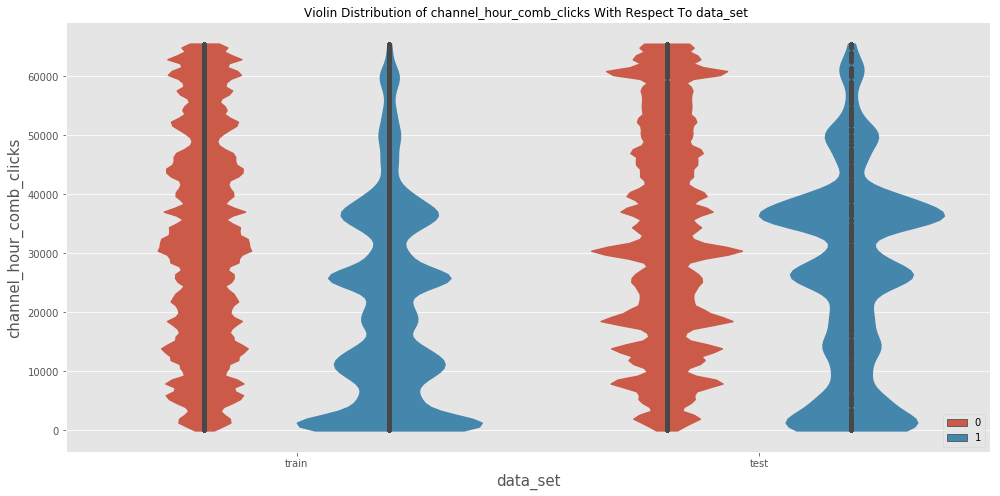 Violin Distribution of channel_hour_comb_clicks With Respect To data_set
channel_hour_comb_clicks
60000
50000
40000
30000
20000
10000
0
train
test
data_set
0
1